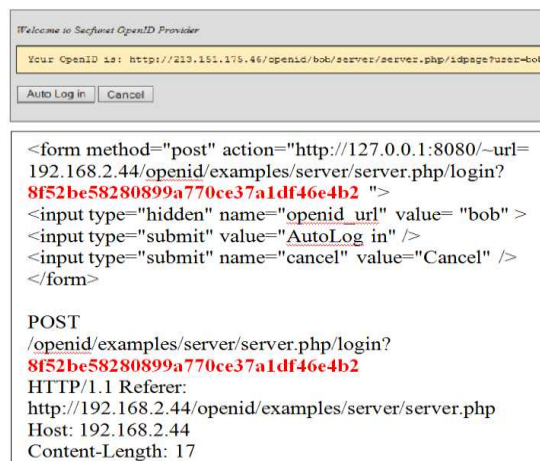 Welcome to Secfunet OpenID Provider
Your OpenID is: http://213.151.175.46/openid/bob/server/server.php/idpage?user=bob
Auto Log in Cancel
<form method="post" action="http://127.0.0.1:8080/~url=
192.168.2.44/openid/examples/server/server.php/login?
8f52be58280899a770ce37a1df46e4b2 ">
<input type="hidden" name="openid_url" value= "bob" >
<input type="submit" value="AutoLog in" />
<input type="submit" name="cancel" value="Cancel" />
</form>
POST
/openid/examples/server/server.php/login?
8f52be58280899a770ce37a1df46e4b2
HTTP/1.1 Referer:
http://192.168.2.44/openid/examples/server/server.php
Host: 192.168.2.44
Content-Length: 17